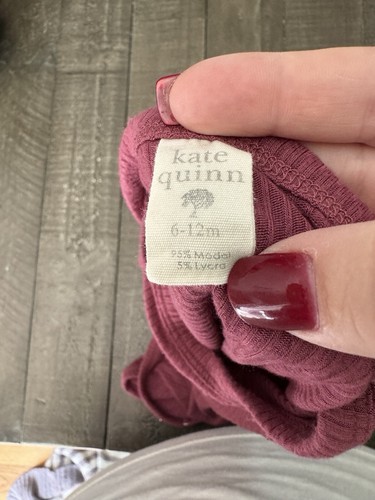 kate
quinn
6-12m
95% Modal
5% Lycra